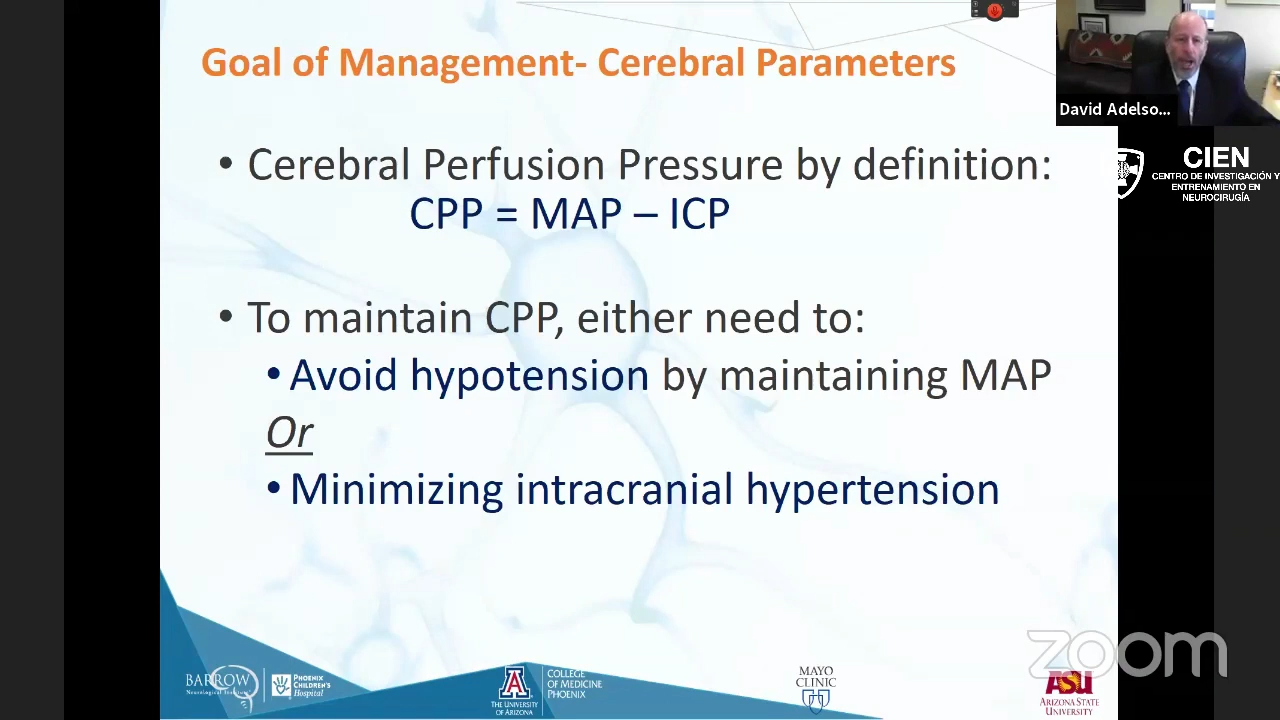 Goal of Management- Cerebral Parameters
David Adelso...
CIEN
CENTRO DE INVESTIGACIÓN Y
ENTRENAMIENTO EN
NEUROCIRUGÍA
• Cerebral Perfusion Pressure by definition:
CPP = MAP – ICP
• To maintain CPP, either need to:
• Avoid hypotension by maintaining MAP
Or
• Minimizing intracranial hypertension
zoom
BARROW
Neurological Institute
PHOENIX
CHILDREN'S
Hospital
THE UNIVERSITY
OF ARIZONA
COLLEGE
OF MEDICINE
PHOENIX
MAYO
CLINIC
ASU
ARIZONA STATE
UNIVERSITY